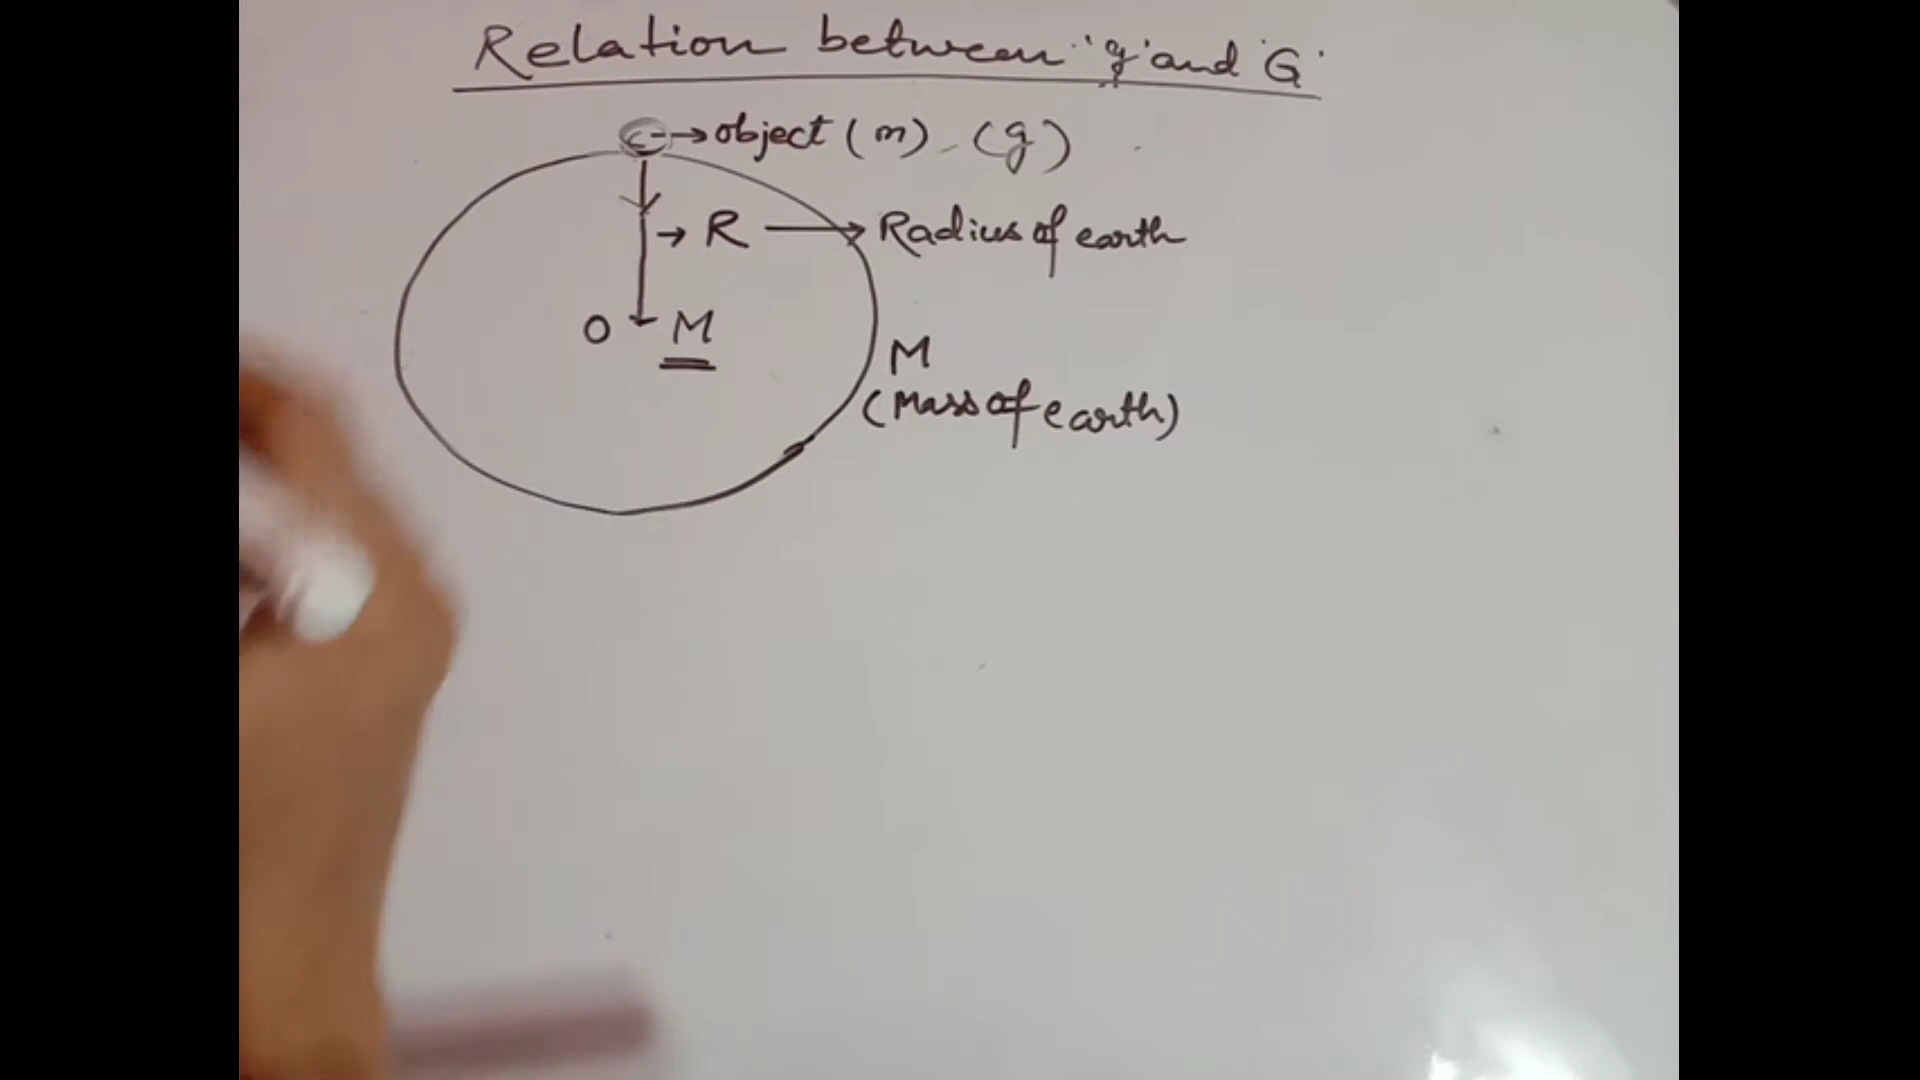 Relation between 'g' and 'G'
→ object (m) (g)
→ R → Radius of earth
O M
M
(Mass of earth)